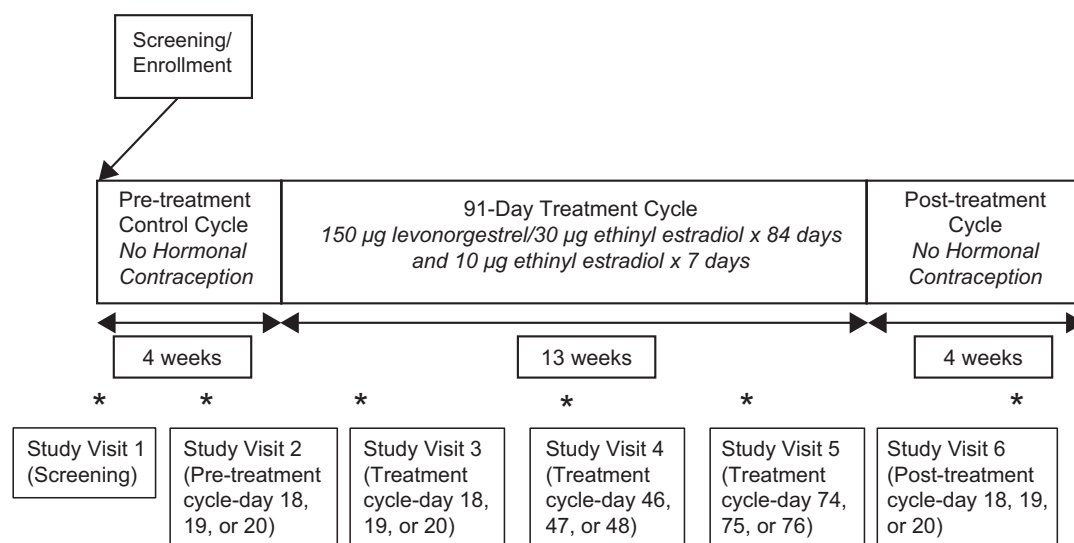 Screening/
Enrollment
Pre-treatment
Control Cycle
No Hormonal
Contraception
91-Day Treatment Cycle
150 µg levonorgestrel/30 µg ethinyl estradiol x 84 days
and 10 µg ethinyl estradiol x 7 days
Post-treatment
Cycle
No Hormonal
Contraception
4 weeks
13 weeks
4 weeks
* * * * * *
Study Visit 1
(Screening)
Study Visit 2
(Pre-treatment
cycle-day 18,
19, or 20)
Study Visit 3
(Treatment
cycle-day 18,
19, or 20)
Study Visit 4
(Treatment
cycle-day 46,
47, or 48)
Study Visit 5
(Treatment
cycle-day 74,
75, or 76)
Study Visit 6
(Post-treatment
cycle-day 18, 19,
or 20)